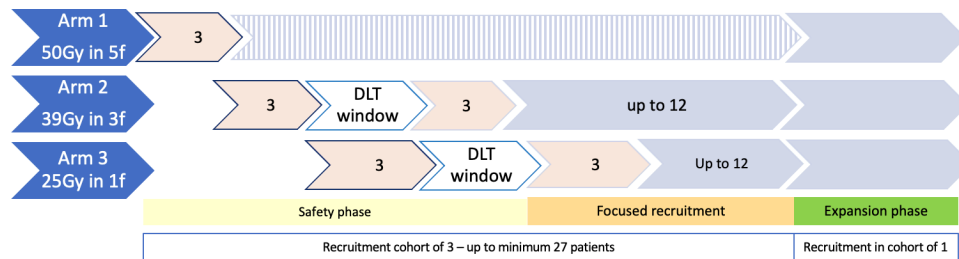 Arm 1
50Gy in 5f
3
Arm 2
39Gy in 3f
3
DLT
window
3
up to 12
Arm 3
25Gy in 1f
3
DLT
window
3
Up to 12
Safety phase
Focused recruitment
Expansion phase
Recruitment cohort of 3 – up to minimum 27 patients
Recruitment in cohort of 1